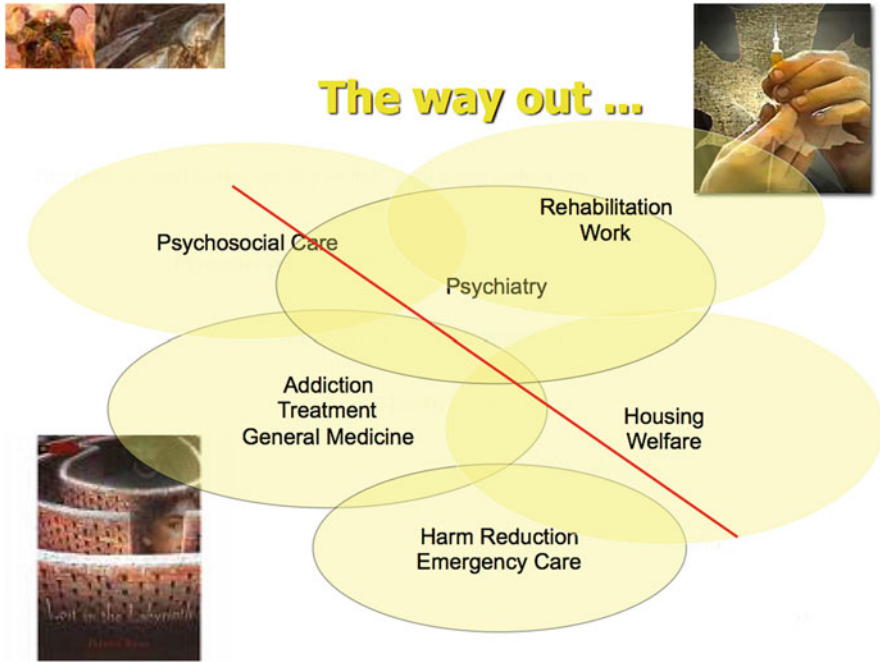 The way out ...
Rehabilitation
Work
Psychosocial Care
Psychiatry
Addiction
Treatment
General Medicine
Housing
Welfare
Harm Reduction
Emergency Care
Lost in the Labyrinth